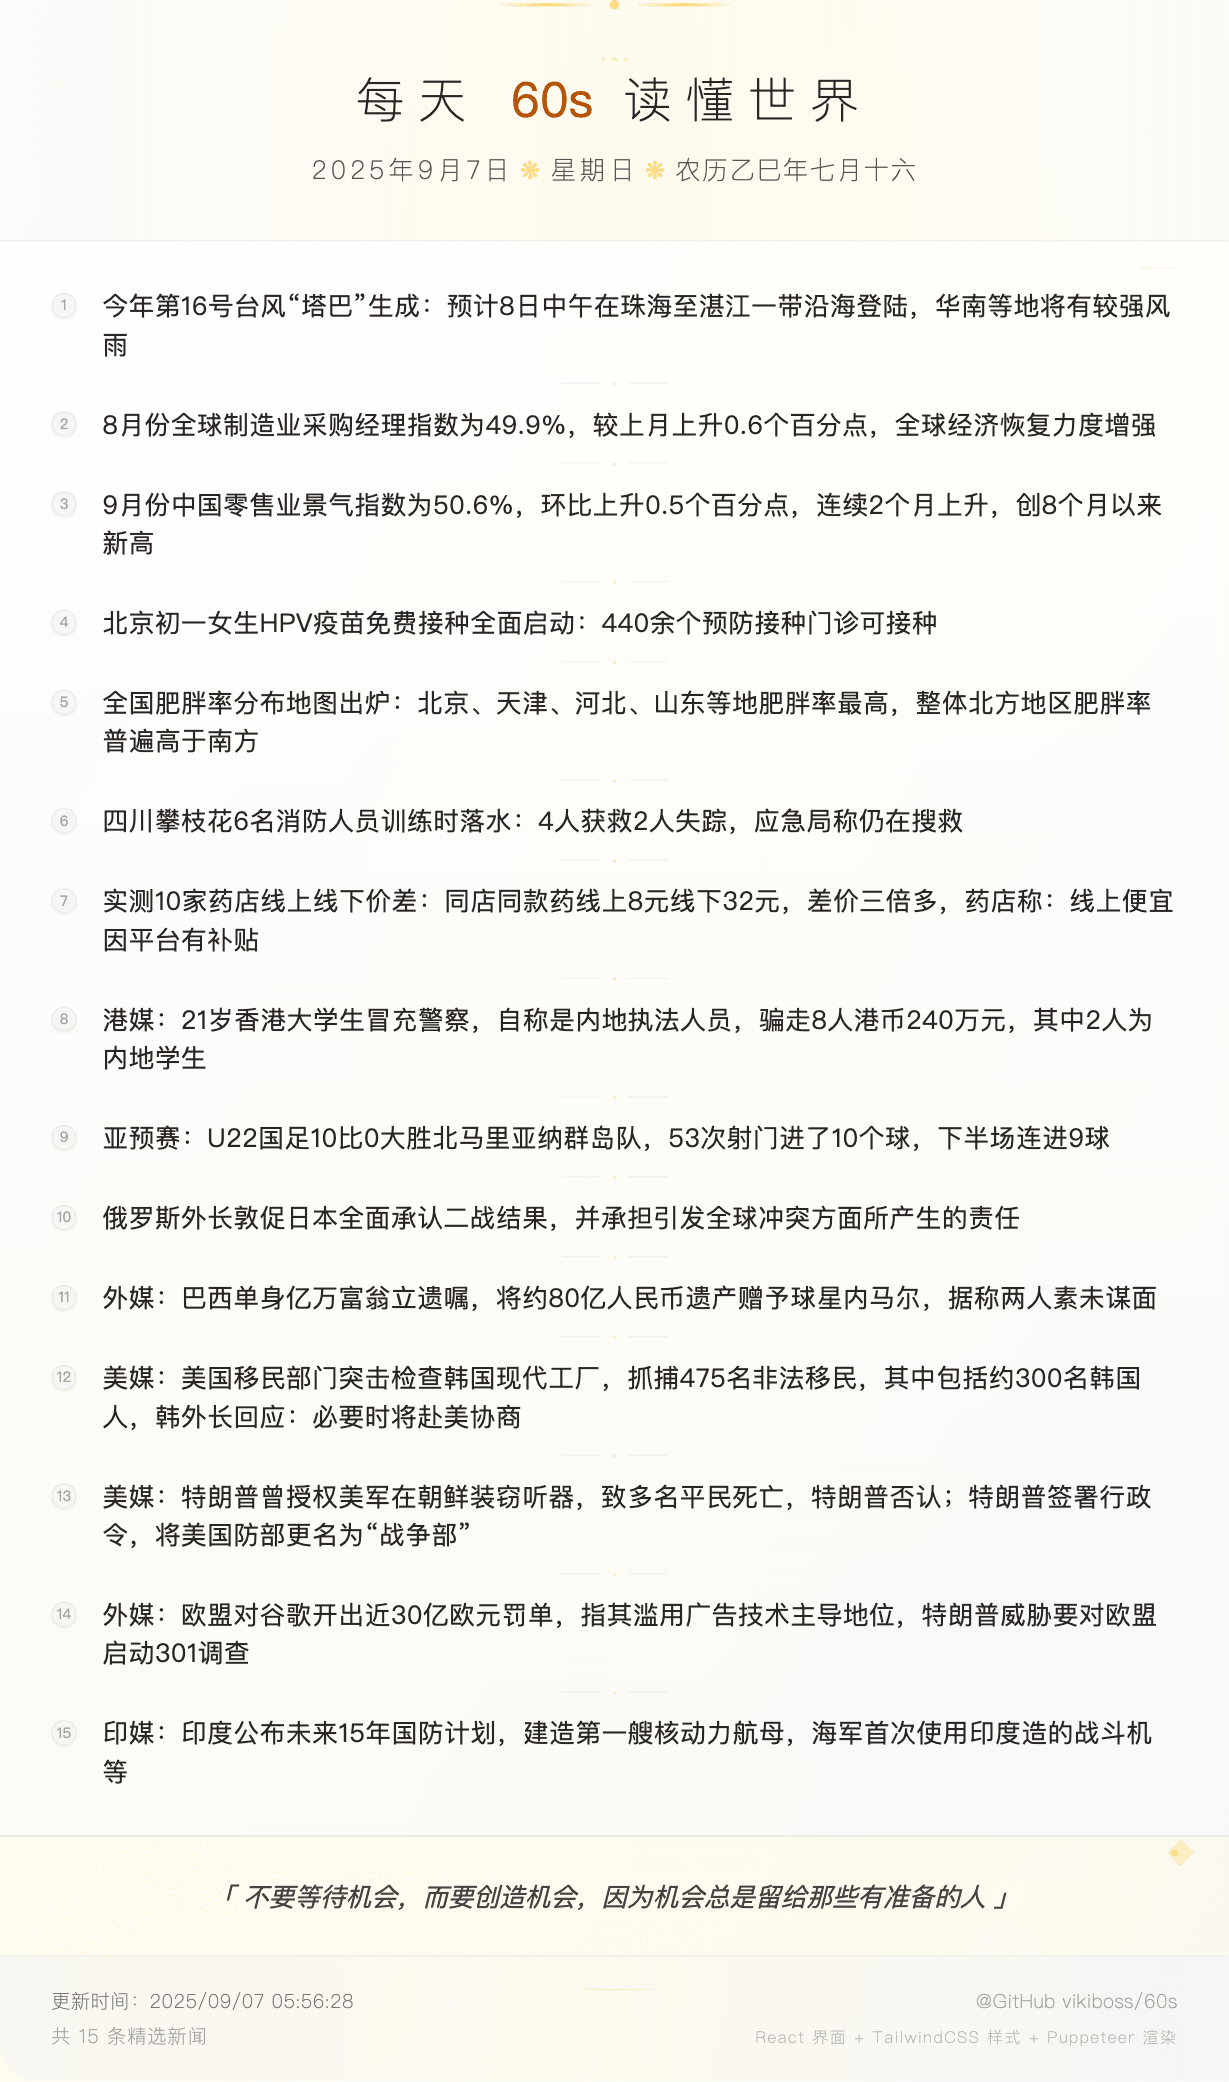 每天 60s 读懂世界
2025年9月7日 ❋ 星期日 ❋ 农历乙巳年七月十六
1 今年第16号台风“塔巴”生成：预计8日中午在珠海至湛江一带沿海登陆，华南等地将有较强风
雨
2 8月份全球制造业采购经理指数为49.9%，较上月上升0.6个百分点，全球经济恢复力度增强
3 9月份中国零售业景气指数为50.6%，环比上升0.5个百分点，连续2个月上升，创8个月以来
新高
4 北京初一女生HPV疫苗免费接种全面启动：440余个预防接种门诊可接种
5 全国肥胖率分布地图出炉：北京、天津、河北、山东等地肥胖率最高，整体北方地区肥胖率
普遍高于南方
6 四川攀枝花6名消防人员训练时落水：4人获救2人失踪，应急局称仍在搜救
7 实测10家药店线上线下价差：同店同款药线上8元线下32元，差价三倍多，药店称：线上便宜
因平台有补贴
8 港媒：21岁香港大学生冒充警察，自称是内地执法人员，骗走8人港币240万元，其中2人为
内地学生
9 亚预赛：U22国足10比0大胜北马里亚纳群岛队，53次射门进了10个球，下半场连进9球
10 俄罗斯外长敦促日本全面承认二战结果，并承担引发全球冲突方面所产生的责任
11 外媒：巴西单身亿万富翁立遗嘱，将约80亿人民币遗产赠予球星内马尔，据称两人素未谋面
12 美媒：美国移民部门突击检查韩国现代工厂，抓捕475名非法移民，其中包括约300名韩国
人，韩外长回应：必要时将赴美协商
13 美媒：特朗普曾授权美军在朝鲜装窃听器，致多名平民死亡，特朗普否认；特朗普签署行政
令，将美国防部更名为“战争部”
14 外媒：欧盟对谷歌开出近30亿欧元罚单，指其滥用广告技术主导地位，特朗普威胁要对欧盟
启动301调查
15 印媒：印度公布未来15年国防计划，建造第一艘核动力航母，海军首次使用印度造的战斗机
等
「 不要等待机会，而要创造机会，因为机会总是留给那些有准备的人 」
更新时间：2025/09/07 05:56:28
@GitHub vikiboss/60s
共 15 条精选新闻
React 界面 + TailwindCSS 样式 + Puppeteer 渲染